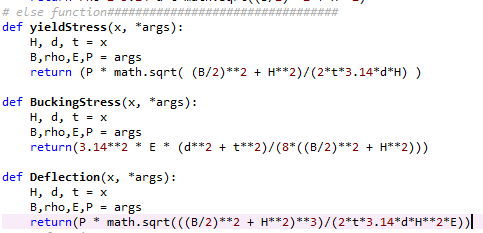 # else function##################################
def yieldStress(x, *args):
    H, d, t = x
    B,rho,E,P = args
    return (P * math.sqrt( (B/2)**2 + H**2)/(2*t*3.14*d*H) )
def BuckingStress(x, *args):
    H, d, t = x
    B,rho,E,P = args
    return(3.14**2 * E * (d**2 + t**2)/(8*((B/2)**2 + H**2)))
def Deflection(x, *args):
    H, d, t = x
    B,rho,E,P = args
    return(P * math.sqrt(((B/2)**2 + H**2)**3)/(2*t*3.14*d*H**2*E))